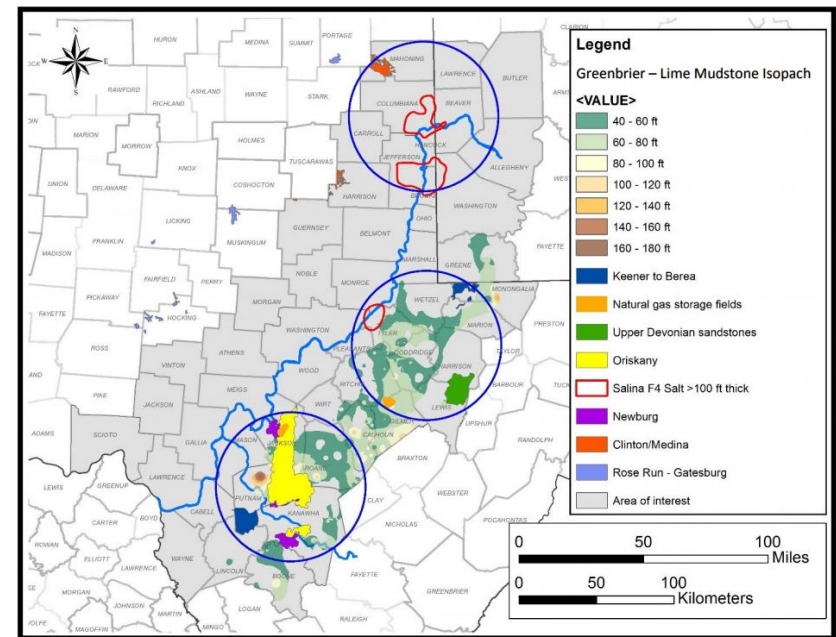 CLARION
PORTAGE
HURON
MEDINA
SUMMIT
MAHONING
LAWRENCE
BUTLER
CRAWFORD
ASHLAND
WAYNE
STARK
RICHLAND
COLUMBIANA
BEAVER
MARION
HOLMES
CARROLL
MORROW
HANCOCK
ALLEGHENY
KNOX
TUSCARAWAS
JEFFERSON
UNION
DELAWARE
COSHOCTON
HARRISON
WASHINGTON
LICKING
OHIO
GUERNSEY
BELMONT
MADISON
FRANKLIN
MUSKINGUM
MARSHALL
FAYETTE
FAIRFIELD
PERRY
NOBLE
MONROE
GREENE
PICKAWAY
MORGAN
WETZEL
MONONGALIA
FAYETTE
HOCKING
WASHINGTON
TYLER
MARION
PRESTON
ROSS
ATHENS
PLEASANTS
DODDRIDGE
TAYLOR
VINTON
WOOD
HARRISON
BARBOUR
RITCHIE
PIKE
MEIGS
WIRT
LEWIS
UPSHUR
JACKSON
GILMER
RANDOLPH
ADAMS
GALLIA
MASON
JACKSON
CALHOUN
SCIOTO
BRAXTON
ROANE
LAWRENCE
WEBSTER
LEWIS
GREENUP
PUTNAM
CLAY
CABELL
KANAWHA
NICHOLAS
POCAHONTAS
CARTER
BOYD
ROWAN
ELLIOTT
WAYNE
LAWRENCE
LINCOLN
BOONE
FAYETTE
GREENBRIER
MORGAN
JOHNSON
MARTIN
LOGAN
RALEIGH
MAGOFFIN
MINGO
Legend
Greenbrier – Lime Mudstone Isopach
<VALUE>
40 - 60 ft
60 - 80 ft
80 - 100 ft
100 - 120 ft
120 - 140 ft
140 - 160 ft
160 - 180 ft
Keener to Berea
Natural gas storage fields
Upper Devonian sandstones
Oriskany
Salina F4 Salt >100 ft thick
Newburg
Clinton/Medina
Rose Run - Gatesburg
Area of interest
0 50 100
Miles
0 50 100
Kilometers